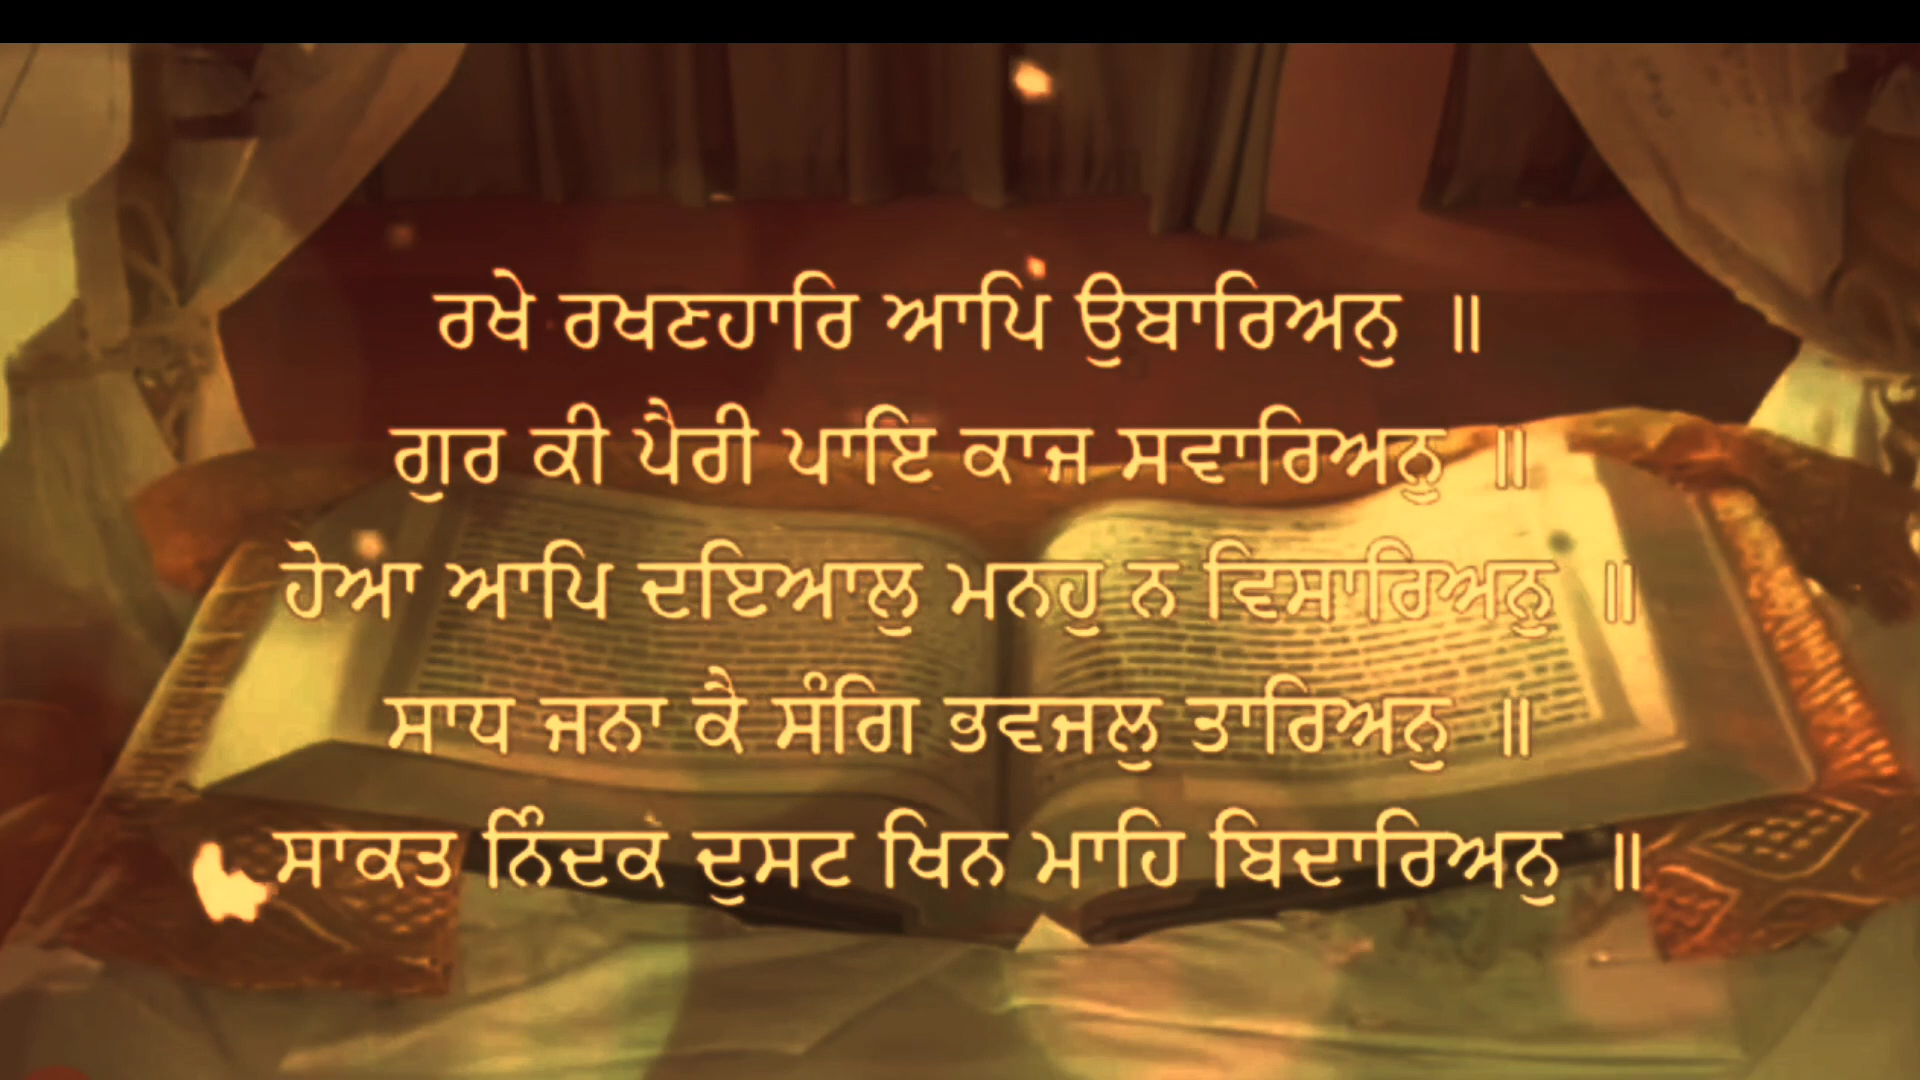 ਰਖੇ ਰਖਣਹਾਰਿ ਆਪਿ ਉਬਾਰਿਅਨੁ ॥
ਗੁਰ ਕੀ ਪੈਰੀ ਪਾਇ ਕਾਜ ਸਵਾਰਿਅਨੁ ॥
ਹੋਆ ਆਪਿ ਦਇਆਲੁ ਮਨਹੁ ਨ ਵਿਸਾਰਿਅਨੁ ॥
ਸਾਧ ਜਨਾ ਕੈ ਸੰਗਿ ਭਵਜਲੁ ਤਾਰਿਅਨੁ ॥
ਸਾਕਤ ਨਿੰਦਕ ਦੁਸਟ ਖਿਨ ਮਾਹਿ ਬਿਦਾਰਿਅਨੁ ॥